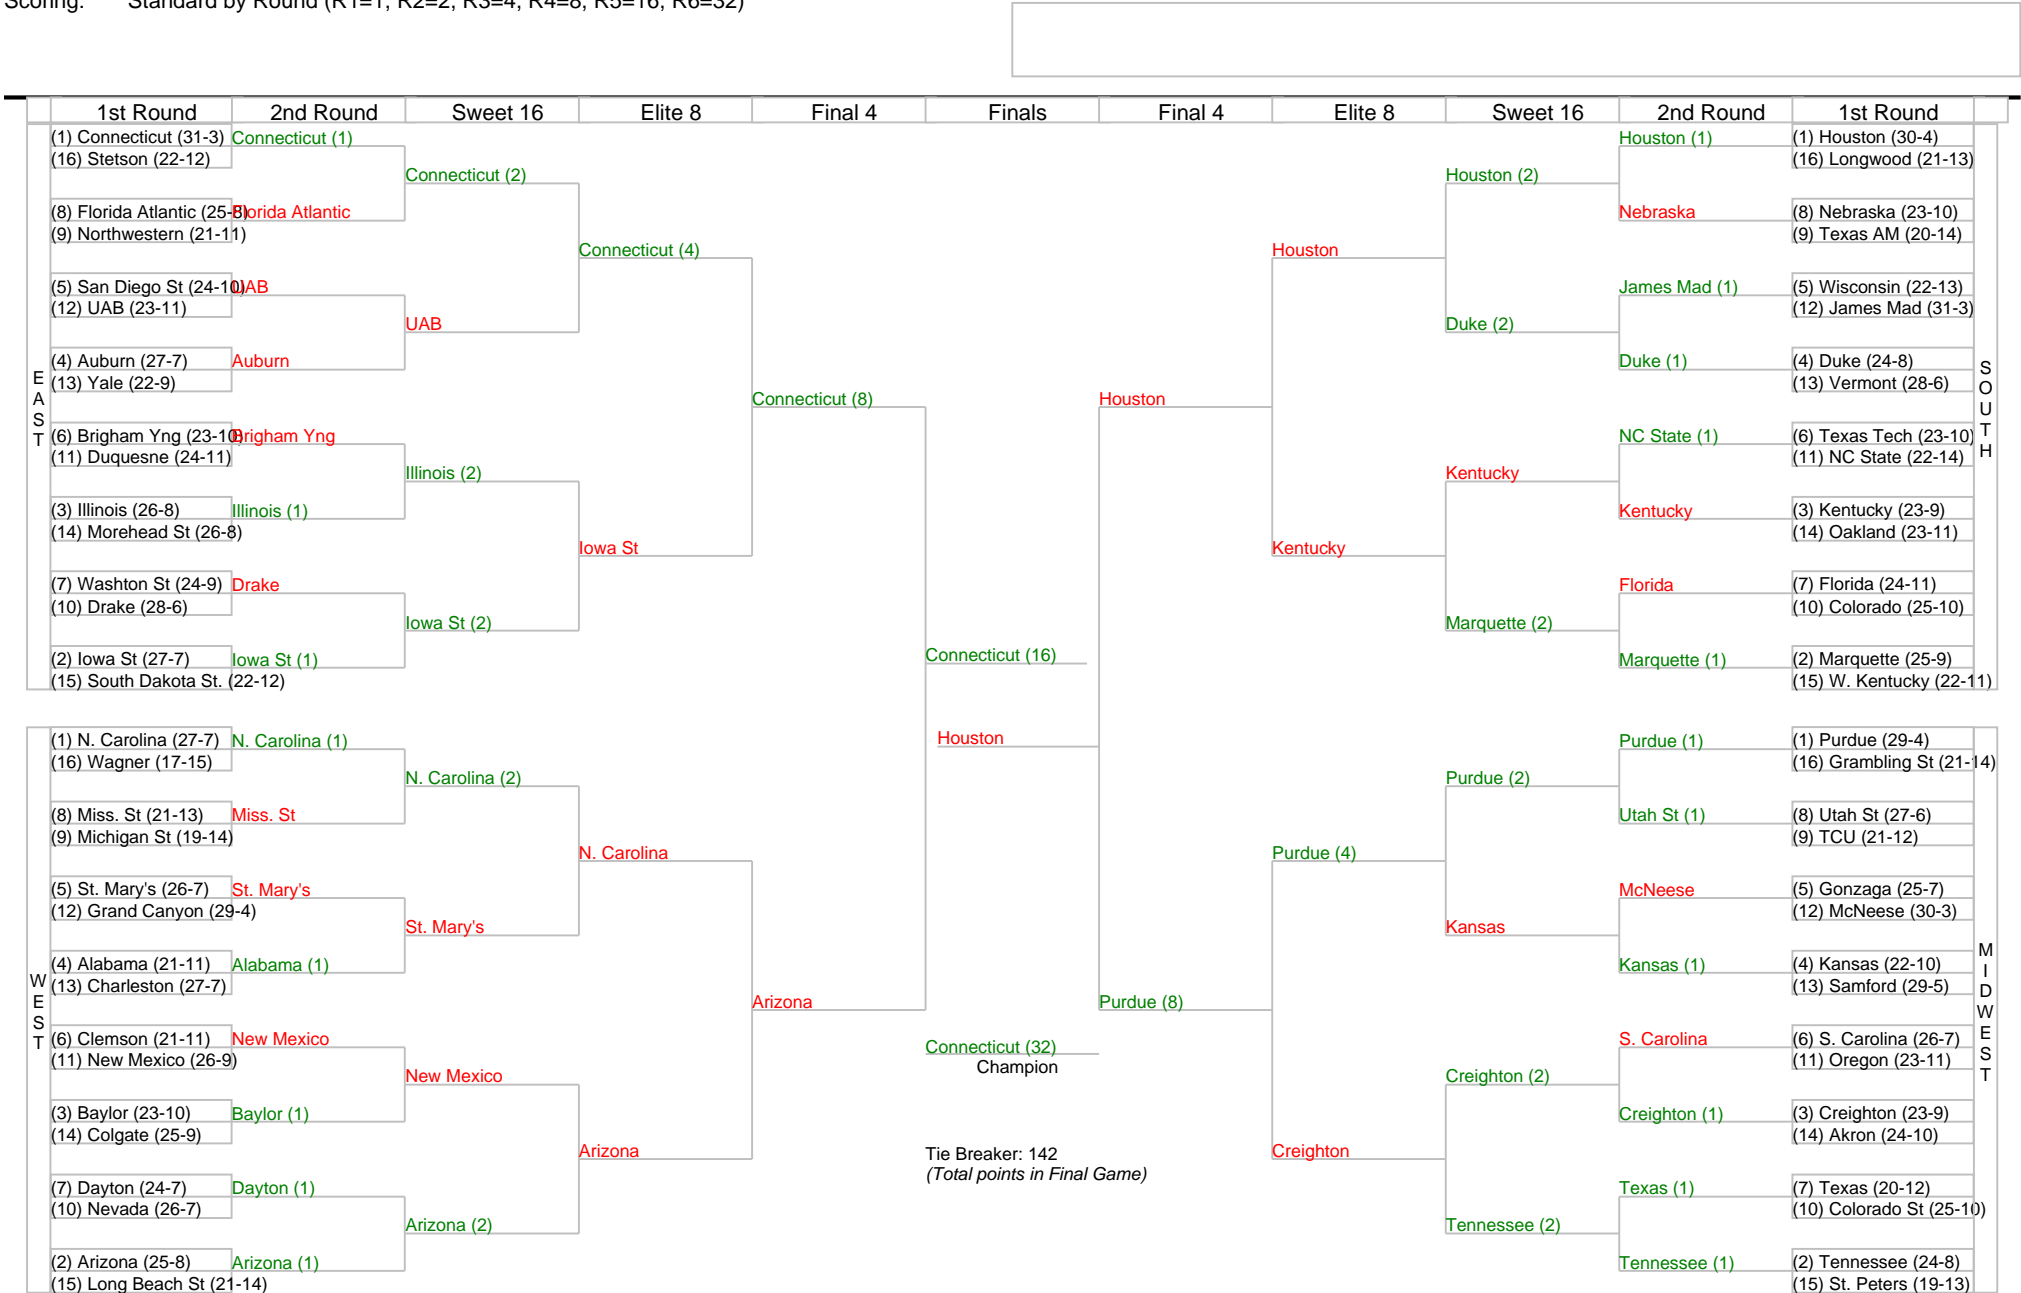 Scoring: Standard by Round (R1=1, R2=2, R3=4, R4=8, R5=16, R6=32)
1st Round 2nd Round Sweet 16 Elite 8 Final 4 Finals Final 4 Elite 8 Sweet 16 2nd Round 1st Round
EAST
(1) Connecticut (31-3)
(16) Stetson (22-12)
(8) Florida Atlantic (25-8)
(9) Northwestern (21-11)
(5) San Diego St (24-10)
(12) UAB (23-11)
(4) Auburn (27-7)
(13) Yale (22-9)
(6) Brigham Yng (23-10)
(11) Duquesne (24-11)
(3) Illinois (26-8)
(14) Morehead St (26-8)
(7) Washton St (24-9)
(10) Drake (28-6)
(2) Iowa St (27-7)
(15) South Dakota St. (22-12)
Connecticut (1)
Florida Atlantic
UAB
Auburn
Brigham Yng
Illinois (1)
Drake
Iowa St (1)
Connecticut (2)
UAB
Illinois (2)
Iowa St (2)
Connecticut (4)
Iowa St
Connecticut (8)
WEST
(1) N. Carolina (27-7)
(16) Wagner (17-15)
(8) Miss. St (21-13)
(9) Michigan St (19-14)
(5) St. Mary's (26-7)
(12) Grand Canyon (29-4)
(4) Alabama (21-11)
(13) Charleston (27-7)
(6) Clemson (21-11)
(11) New Mexico (26-9)
(3) Baylor (23-10)
(14) Colgate (25-9)
(7) Dayton (24-7)
(10) Nevada (26-7)
(2) Arizona (25-8)
(15) Long Beach St (21-14)
N. Carolina (1)
Miss. St
St. Mary's
Alabama (1)
New Mexico
Baylor (1)
Dayton (1)
Arizona (1)
N. Carolina (2)
St. Mary's
New Mexico
Arizona (2)
N. Carolina
Arizona
Arizona
Connecticut (16)
Houston
Connecticut (32)
Champion
Tie Breaker: 142
(Total points in Final Game)
Houston
Houston
Kentucky
Houston (2)
Duke (2)
Kentucky
Marquette (2)
Houston (1)
Nebraska
James Mad (1)
Duke (1)
NC State (1)
Kentucky
Florida
Marquette (1)
(1) Houston (30-4)
(16) Longwood (21-13)
(8) Nebraska (23-10)
(9) Texas AM (20-14)
(5) Wisconsin (22-13)
(12) James Mad (31-3)
(4) Duke (24-8)
(13) Vermont (28-6)
(6) Texas Tech (23-10)
(11) NC State (22-14)
(3) Kentucky (23-9)
(14) Oakland (23-11)
(7) Florida (24-11)
(10) Colorado (25-10)
(2) Marquette (25-9)
(15) W. Kentucky (22-11)
SOUTH
Purdue (8)
Purdue (4)
Creighton
Purdue (2)
Kansas
Creighton (2)
Tennessee (2)
Purdue (1)
Utah St (1)
McNeese
Kansas (1)
S. Carolina
Creighton (1)
Texas (1)
Tennessee (1)
(1) Purdue (29-4)
(16) Grambling St (21-14)
(8) Utah St (27-6)
(9) TCU (21-12)
(5) Gonzaga (25-7)
(12) McNeese (30-3)
(4) Kansas (22-10)
(13) Samford (29-5)
(6) S. Carolina (26-7)
(11) Oregon (23-11)
(3) Creighton (23-9)
(14) Akron (24-10)
(7) Texas (20-12)
(10) Colorado St (25-10)
(2) Tennessee (24-8)
(15) St. Peters (19-13)
MIDWEST